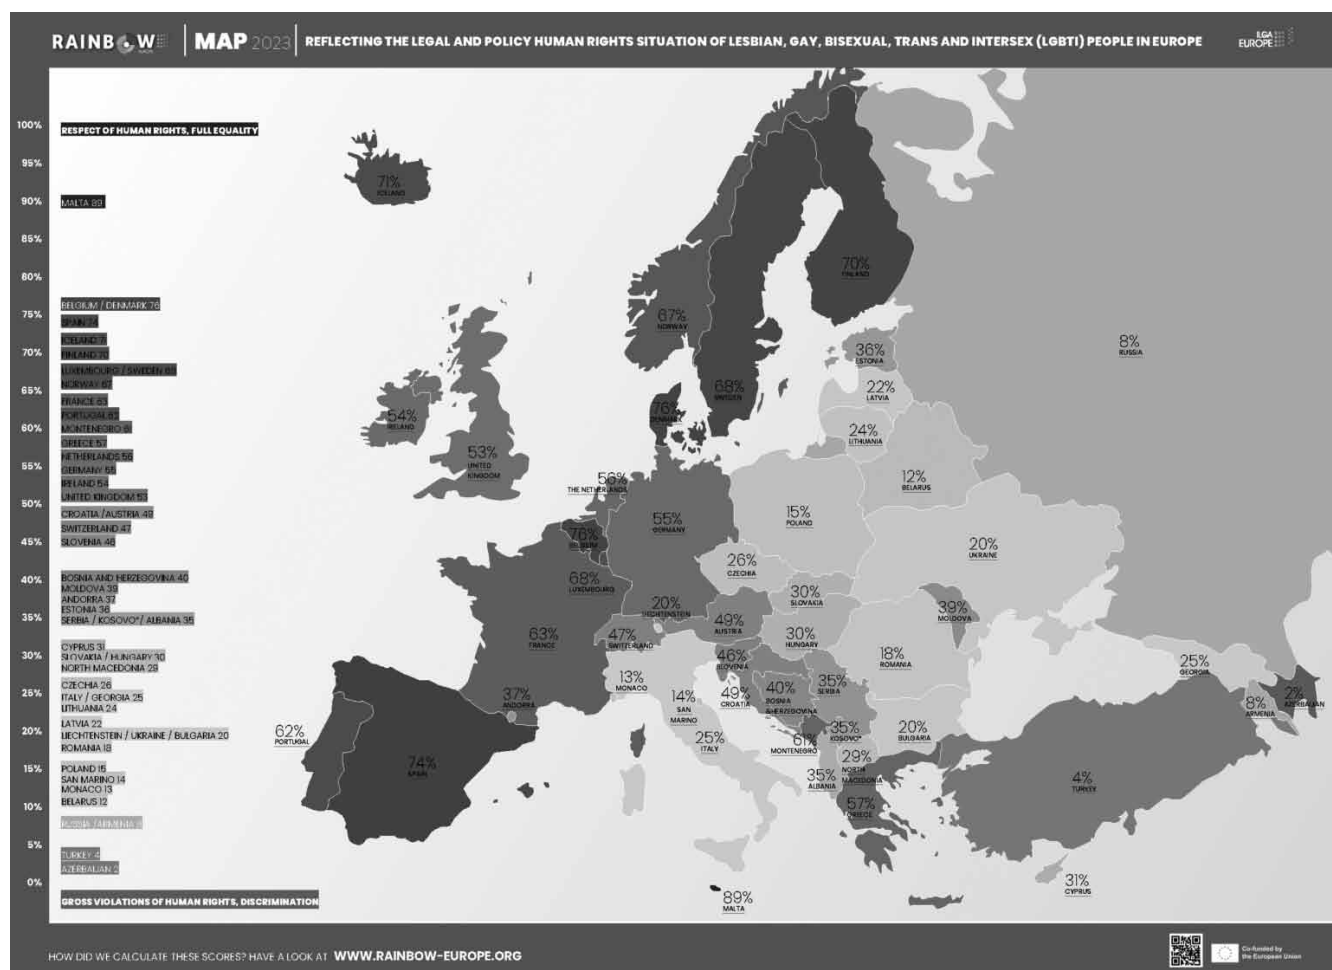 RAINBOW EUROPE
MAP 2023
REFLECTING THE LEGAL AND POLICY HUMAN RIGHTS SITUATION OF LESBIAN, GAY, BISEXUAL, TRANS AND INTERSEX (LGBTI) PEOPLE IN EUROPE
ILGA
EUROPE
100%
RESPECT OF HUMAN RIGHTS, FULL EQUALITY
95%
90%
MALTA 89
85%
80%
BELGIUM / DENMARK 76
75%
SPAIN 74
ICELAND 71
70%
FINLAND 70
LUXEMBOURG / SWEDEN 68
NORWAY 67
65%
FRANCE 63
PORTUGAL 62
MONTENEGRO 61
60%
GREECE 57
NETHERLANDS 56
GERMANY 55
55%
IRELAND 54
UNITED KINGDOM 53
50%
CROATIA /AUSTRIA 49
SWITZERLAND 47
SLOVENIA 46
45%
BOSNIA AND HERZEGOVINA 40
40%
MOLDOVA 39
ANDORRA 37
ESTONIA 36
SERBIA / KOSOVO*/ ALBANIA 35
35%
CYPRUS 31
SLOVAKIA / HUNGARY 30
30%
NORTH MACEDONIA 29
CZECHIA 26
ITALY / GEORGIA 25
25%
LITHUANIA 24
LATVIA 22
LIECHTENSTEIN / UKRAINE / BULGARIA 20
20%
ROMANIA 18
POLAND 15
15%
SAN MARINO 14
MONACO 13
BELARUS 12
10%
RUSSIA /ARMENIA 8
5%
TURKEY 4
AZERBAIJAN 2
0%
GROSS VIOLATIONS OF HUMAN RIGHTS, DISCRIMINATION
71%
ICELAND
70%
FINLAND
67%
NORWAY
8%
RUSSIA
36%
ESTONIA
68%
SWEDEN
22%
LATVIA
76%
DENMARK
54%
IRELAND
24%
LITHUANIA
53%
UNITED
KINGDOM
56%
THE NETHERLANDS
12%
BELARUS
15%
POLAND
55%
GERMANY
76%
BELGIUM
20%
UKRAINE
26%
CZECHIA
68%
LUXEMBOURG
30%
SLOVAKIA
20%
LIECHTENSTEIN
39%
MOLDOVA
49%
AUSTRIA
63%
FRANCE
47%
SWITZERLAND
30%
HUNGARY
18%
ROMANIA
46%
SLOVENIA
25%
GEORGIA
13%
MONACO
35%
SERBIA
37%
ANDORRA
14%
SAN
MARINO
49%
CROATIA
40%
BOSNIA
&HERZEGOVINA
2%
AZERBAIJAN
8%
ARMENIA
62%
PORTUGAL
35%
KOSOVO*
20%
BULGARIA
25%
ITALY
61%
MONTENEGRO
29%
NORTH
MACEDONIA
74%
SPAIN
35%
ALBANIA
4%
TURKEY
57%
GREECE
31%
CYPRUS
89%
MALTA
HOW DID WE CALCULATE THESE SCORES? HAVE A LOOK AT WWW.RAINBOW-EUROPE.ORG
Co-funded by
the European Union